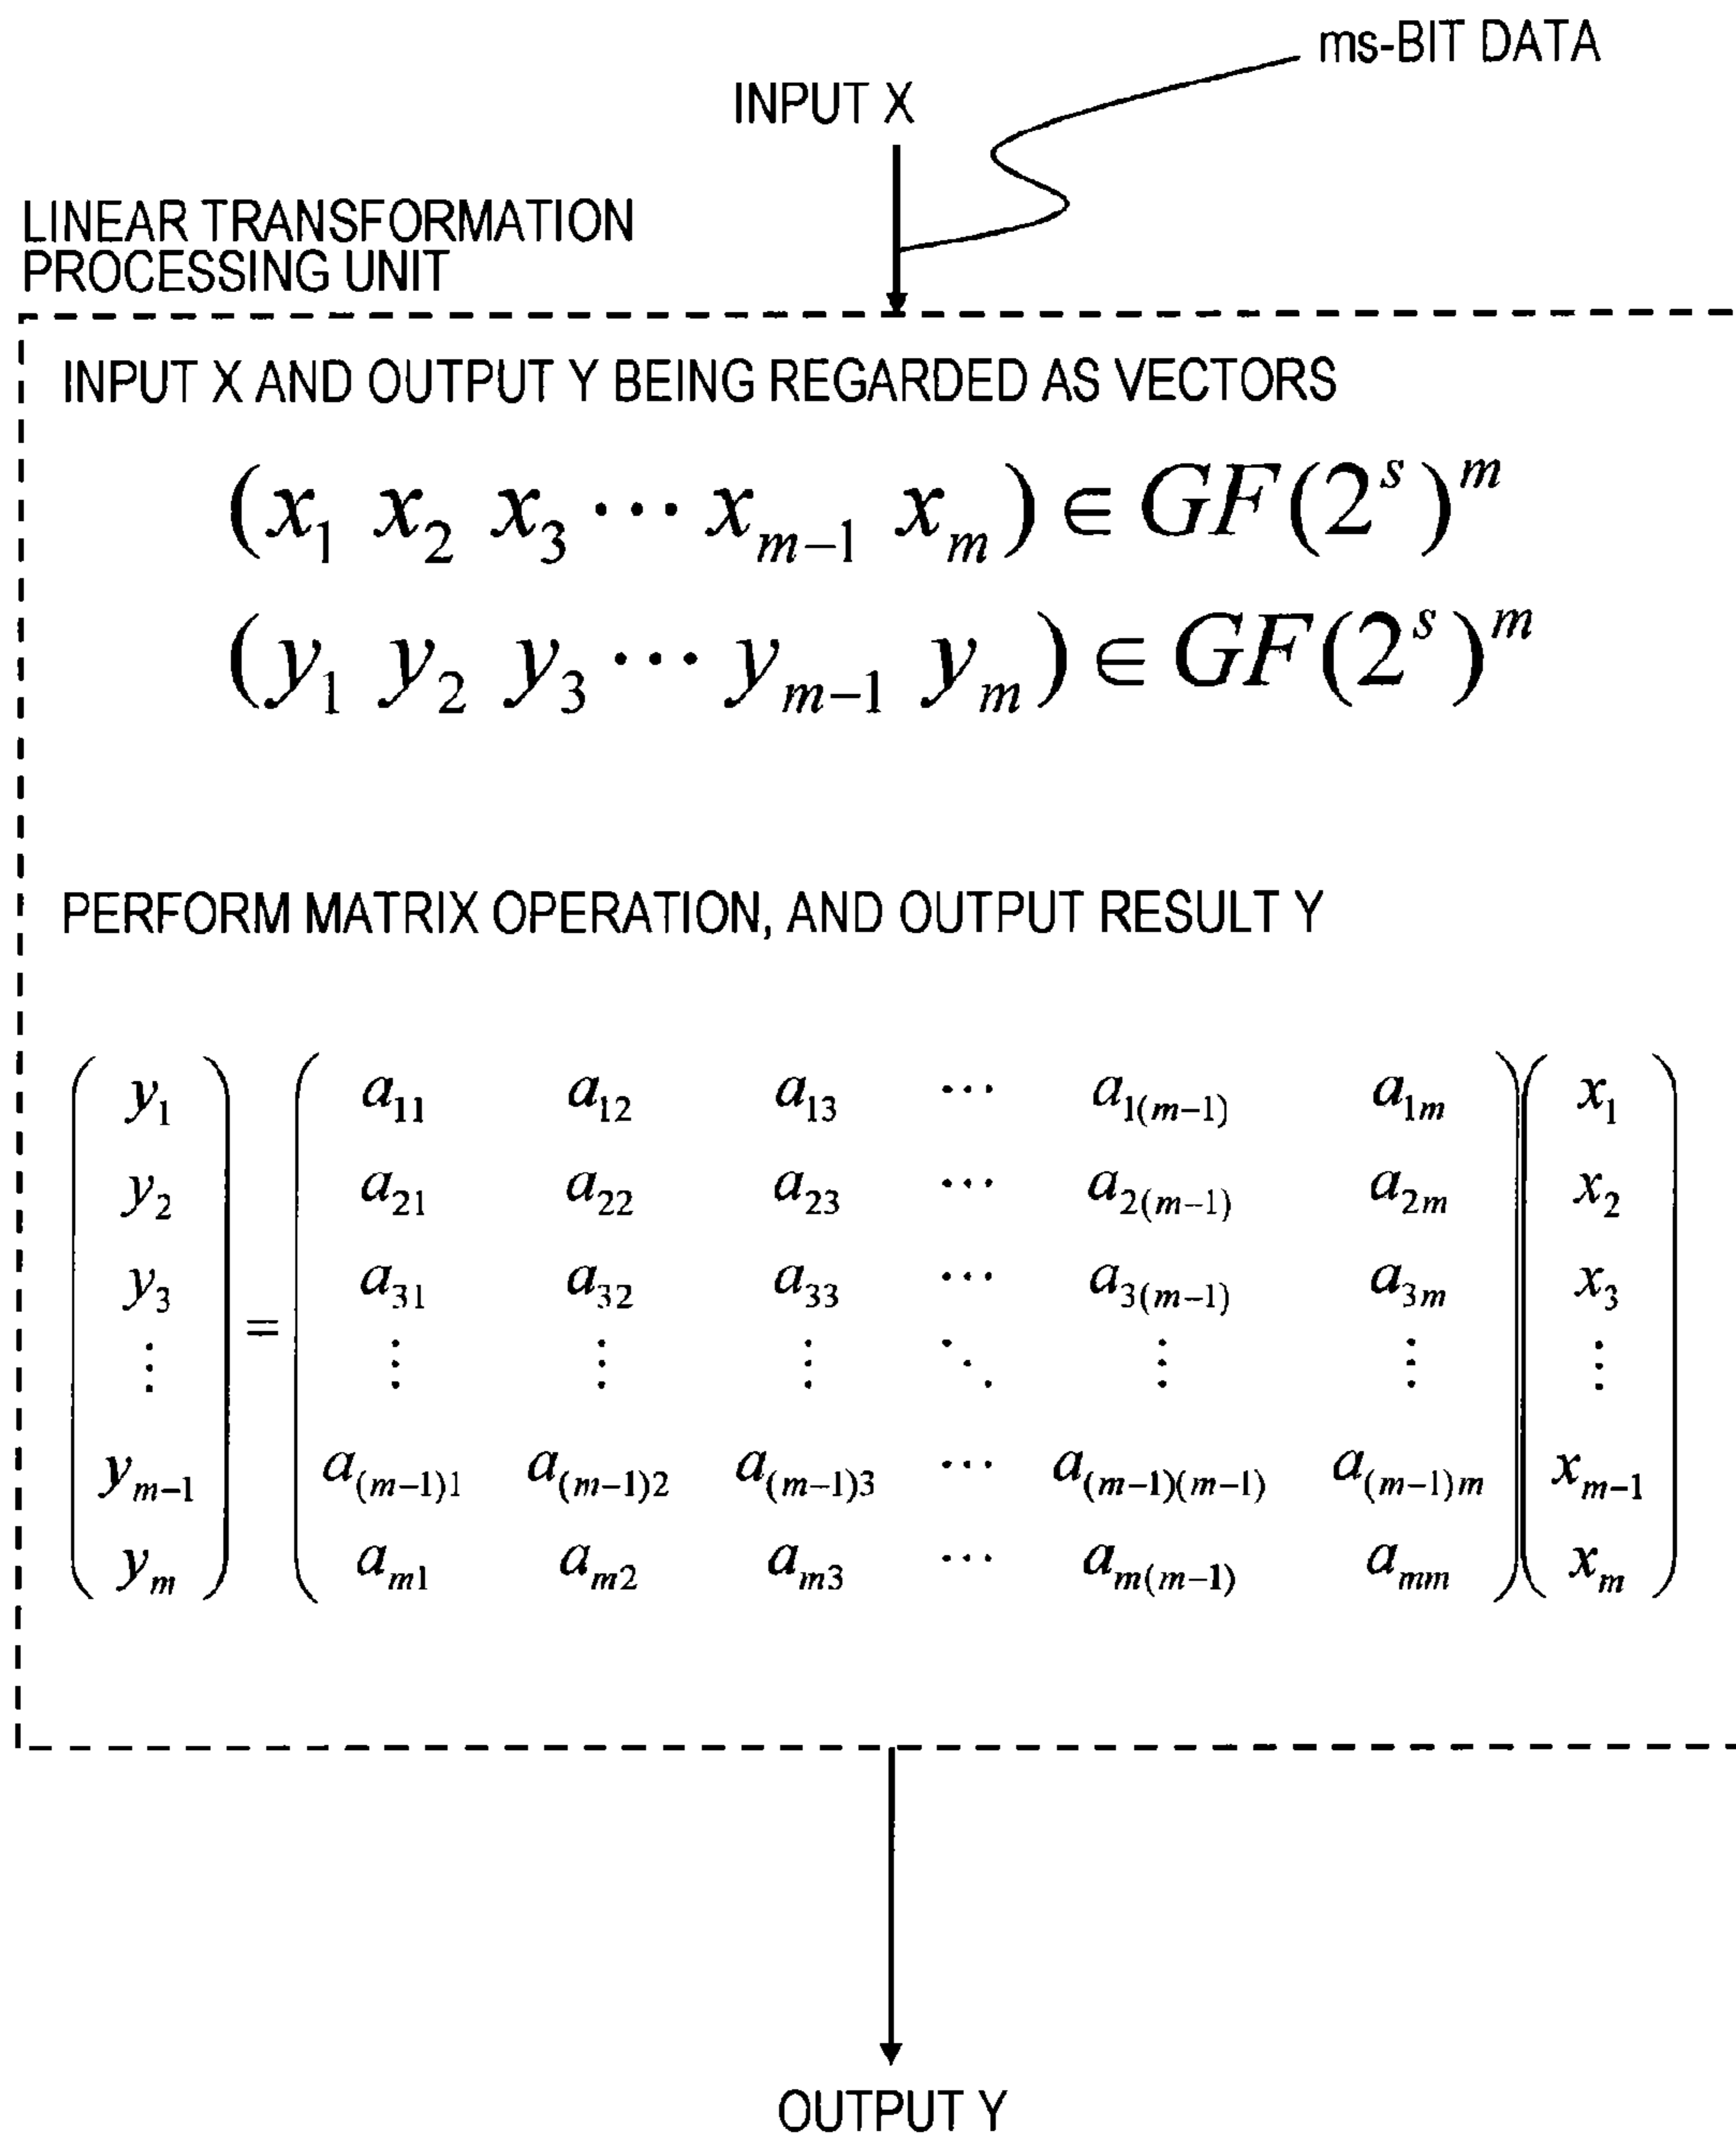 ms-BIT DATA
INPUT X
LINEAR TRANSFORMATION
PROCESSING UNIT
INPUT X AND OUTPUT Y BEING REGARDED AS VECTORS
(x₁ x₂ x₃ ⋯ xₘ₋₁ xₘ) ∈ GF(2ˢ)ᵐ
(y₁ y₂ y₃ ⋯ yₘ₋₁ yₘ) ∈ GF(2ˢ)ᵐ
PERFORM MATRIX OPERATION, AND OUTPUT RESULT Y
y₁ a₁₁ a₁₂ a₁₃ ⋯ a₁₍ₘ₋₁₎ a₁ₘ x₁
y₂ a₂₁ a₂₂ a₂₃ ⋯ a₂₍ₘ₋₁₎ a₂ₘ x₂
y₃ a₃₁ a₃₂ a₃₃ ⋯ a₃₍ₘ₋₁₎ a₃ₘ x₃
⋮ = ⋮ ⋮ ⋮ ⋱ ⋮ ⋮ ⋮
yₘ₋₁ a₍ₘ₋₁₎₁ a₍ₘ₋₁₎₂ a₍ₘ₋₁₎₃ ⋯ a₍ₘ₋₁₎₍ₘ₋₁₎ a₍ₘ₋₁₎ₘ xₘ₋₁
yₘ aₘ₁ aₘ₂ aₘ₃ ⋯ aₘ₍ₘ₋₁₎ aₘₘ xₘ
OUTPUT Y